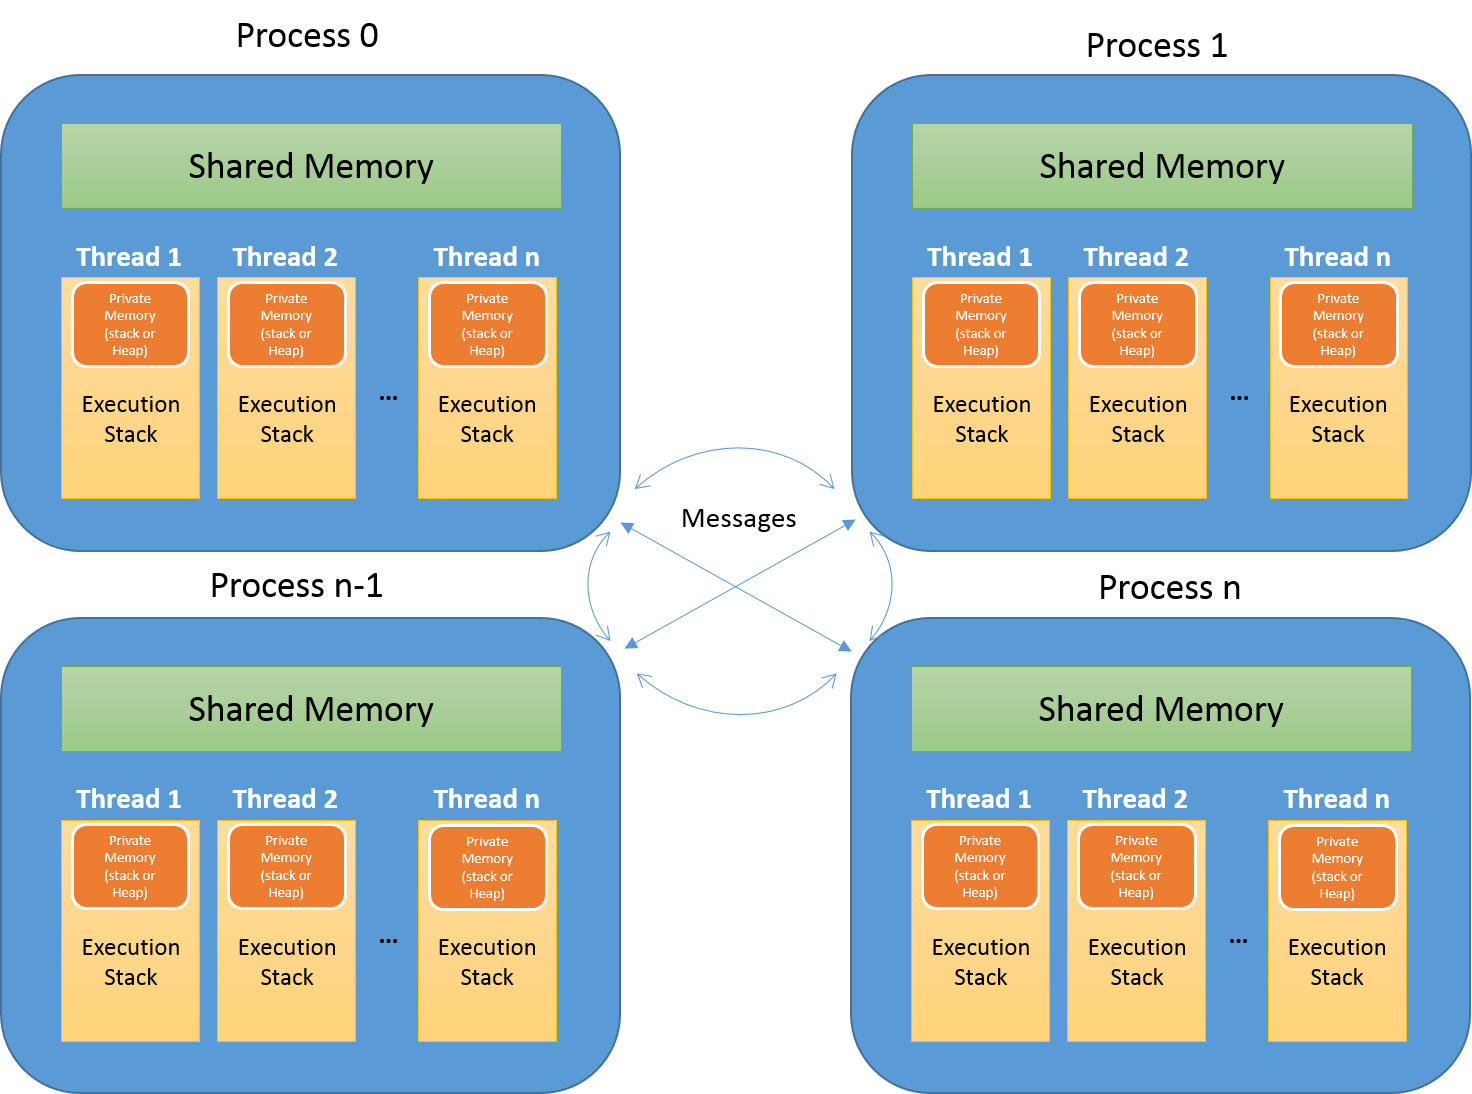 Process 0
Shared Memory
Thread 1
Thread 2
Thread n
Private
Memory
(stack or
Heap)
Private
Memory
(stack or
Heap)
Private
Memory
(stack or
Heap)
Execution
Stack
Execution
Stack
...
Execution
Stack
Process 1
Shared Memory
Thread 1
Thread 2
Thread n
Private
Memory
(stack or
Heap)
Private
Memory
(stack or
Heap)
Private
Memory
(stack or
Heap)
Execution
Stack
Execution
Stack
...
Execution
Stack
Messages
Process n-1
Shared Memory
Thread 1
Thread 2
Thread n
Private
Memory
(stack or
Heap)
Private
Memory
(stack or
Heap)
Private
Memory
(stack or
Heap)
Execution
Stack
Execution
Stack
...
Execution
Stack
Process n
Shared Memory
Thread 1
Thread 2
Thread n
Private
Memory
(stack or
Heap)
Private
Memory
(stack or
Heap)
Private
Memory
(stack or
Heap)
Execution
Stack
Execution
Stack
...
Execution
Stack